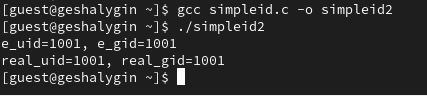 [guest@geshalygin ~]$ gcc simpleid.c -o simpleid2
[guest@geshalygin ~]$ ./simpleid2
e_uid=1001, e_gid=1001
real_uid=1001, real_gid=1001
[guest@geshalygin ~]$